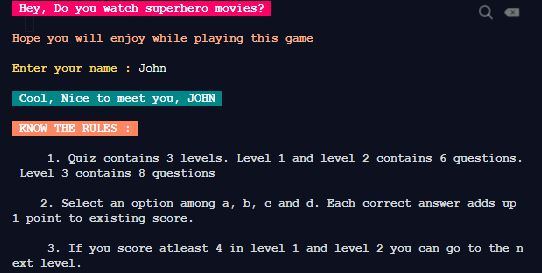 Hey, Do you watch superhero movies?
Hope you will enjoy while playing this game
Enter your name : John
Cool, Nice to meet you, JOHN
KNOW THE RULES :
1. Quiz contains 3 levels. Level 1 and level 2 contains 6 questions.
Level 3 contains 8 questions
2. Select an option among a, b, c and d. Each correct answer adds up
1 point to existing score.
3. If you score atleast 4 in level 1 and level 2 you can go to the n
ext level.